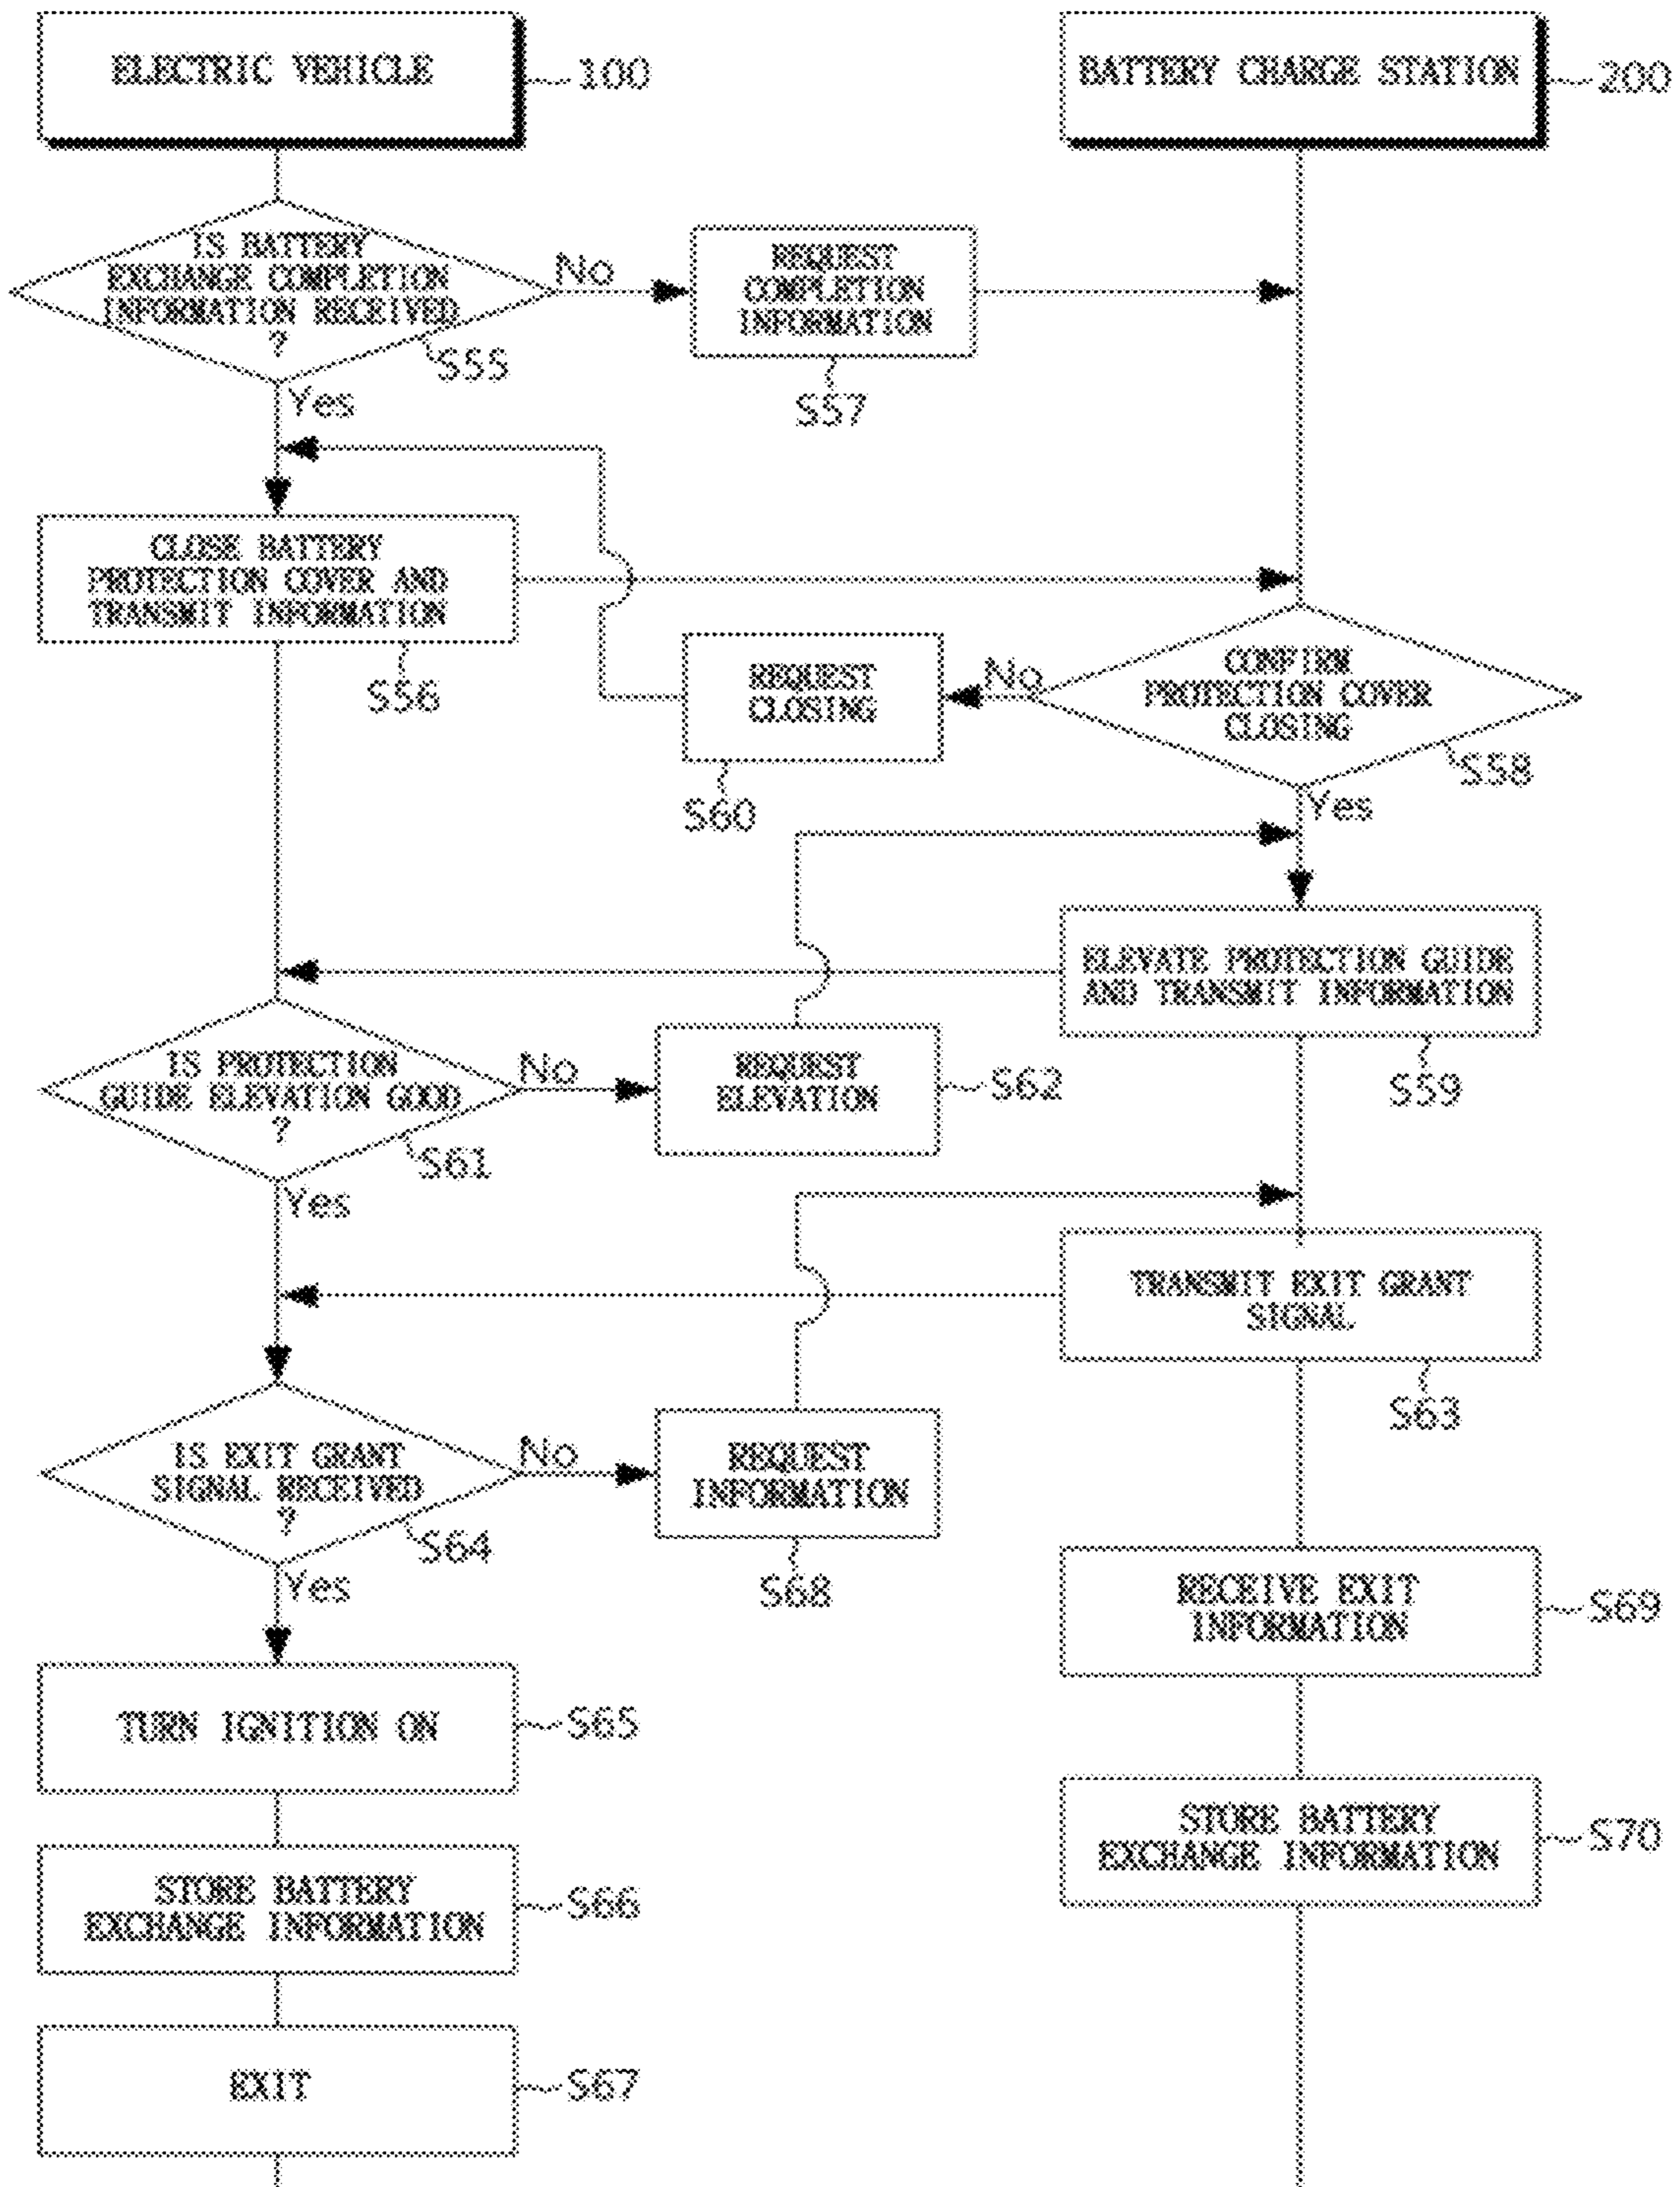 ELECTRIC VEHICLE
100
BATTERY CHARGE STATION
200
IS BATTERY
EXCHANGE COMPLETION
INFORMATION RECEIVED
?
S55
No
Yes
REQUEST
COMPLETION
INFORMATION
S57
CLOSE BATTERY
PROTECTION COVER AND
TRANSMIT INFORMATION
S56
REQUEST
CLOSING
S60
No
CONFIRM
PROTECTION COVER
CLOSING
S58
Yes
ELEVATE PROTECTION GUIDE
AND TRANSMIT INFORMATION
S59
IS PROTECTION
GUIDE ELEVATION GOOD
?
S61
No
Yes
REQUEST
ELEVATION
S62
TRANSMIT EXIT GRANT
SIGNAL
S63
IS EXIT GRANT
SIGNAL RECEIVED
?
S64
No
Yes
REQUEST
INFORMATION
S68
RECEIVE EXIT
INFORMATION
S69
TURN IGNITION ON
S65
STORE BATTERY
EXCHANGE INFORMATION
S70
STORE BATTERY
EXCHANGE INFORMATION
S66
EXIT
S67